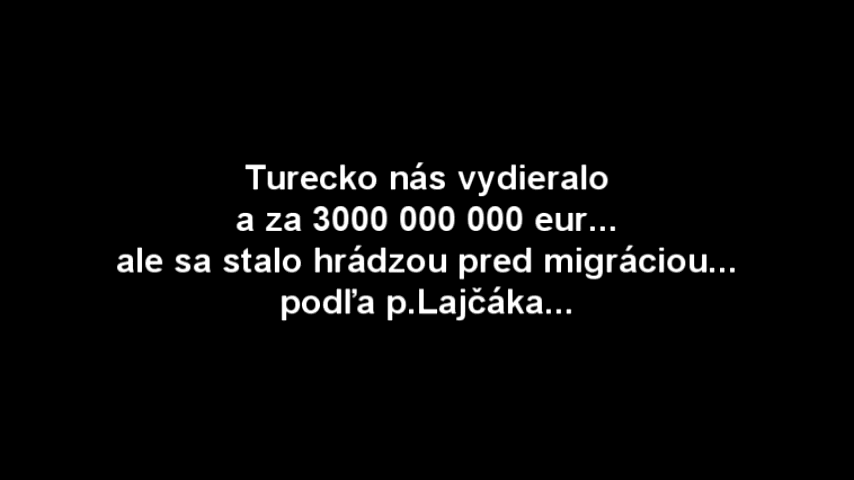 Turecko nás vydieralo
a za 3000 000 000 eur...
ale sa stalo hrádzou pred migráciou...
podľa p.Lajčáka...